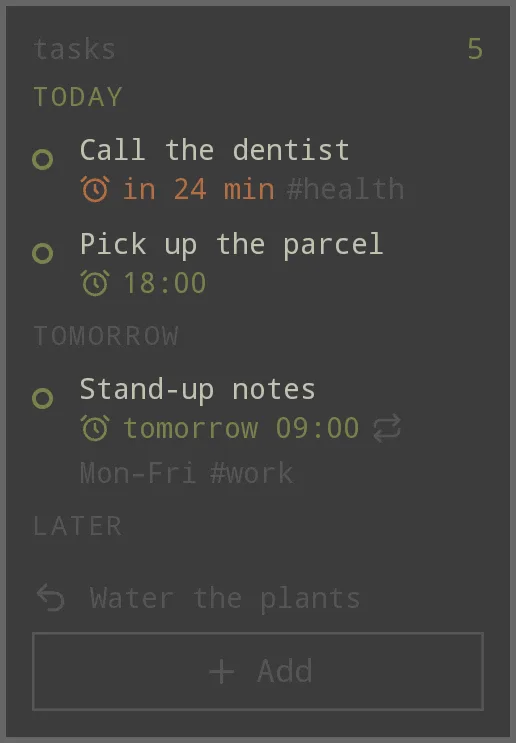 tasks 5
TODAY
Call the dentist
in 24 min #health
Pick up the parcel
18:00
TOMORROW
Stand-up notes
tomorrow 09:00
Mon–Fri #work
LATER
Water the plants
+ Add